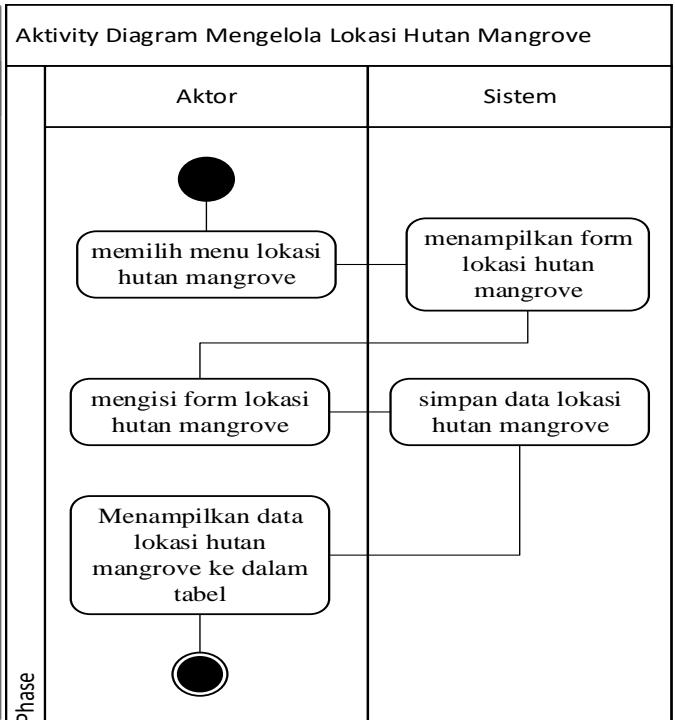 Aktivity Diagram Mengelola Lokasi Hutan Mangrove
Aktor
Sistem
memilih menu lokasi
hutan mangrove
menampilkan form
lokasi hutan
mangrove
mengisi form lokasi
hutan mangrove
simpan data lokasi
hutan mangrove
Menampilkan data
lokasi hutan
mangrove ke dalam
tabel
Phase